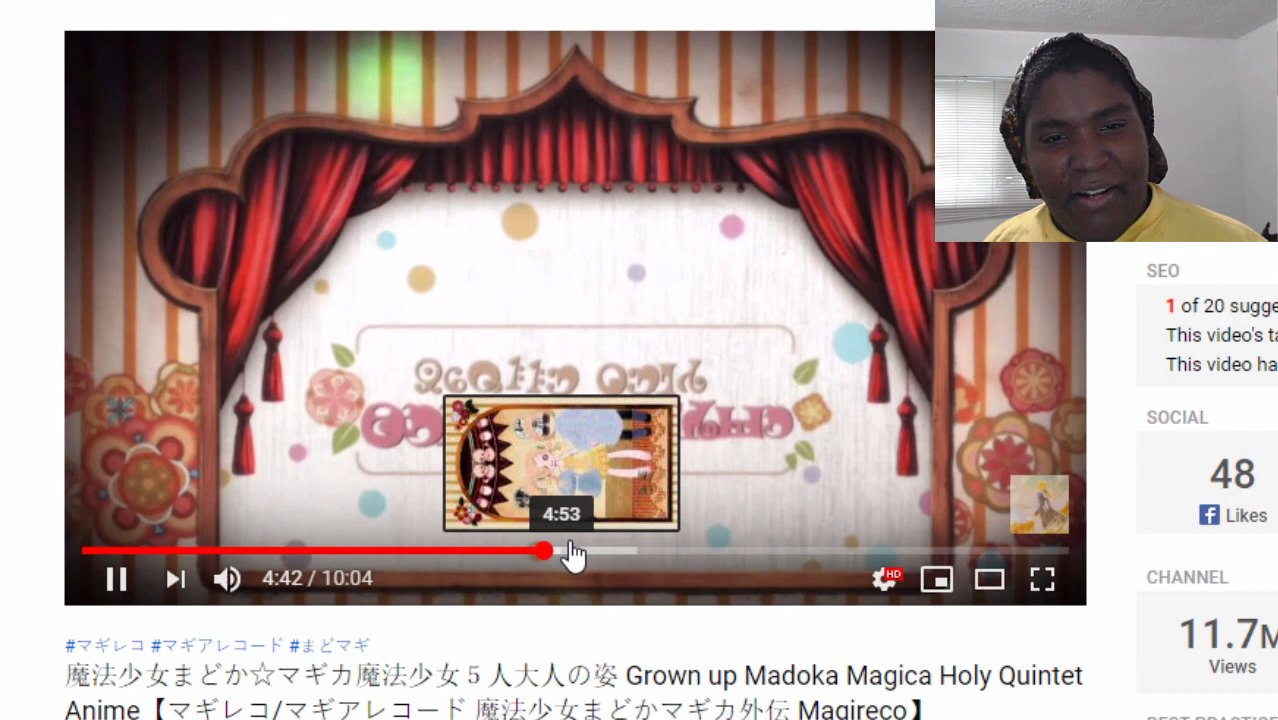 4:53
4:42 / 10:04
HD
#マギレコ #マギアレコード #まどマギ
魔法少女まどか☆マギカ魔法少女５人大人の姿 Grown up Madoka Magica Holy Quintet
Anime【マギレコ/マギアレコード 魔法少女まどかマギカ外伝 Magireco】
SEO
1 of 20 sugge
This video's ta
This video ha
SOCIAL
48
Likes
CHANNEL
11.7M
Views